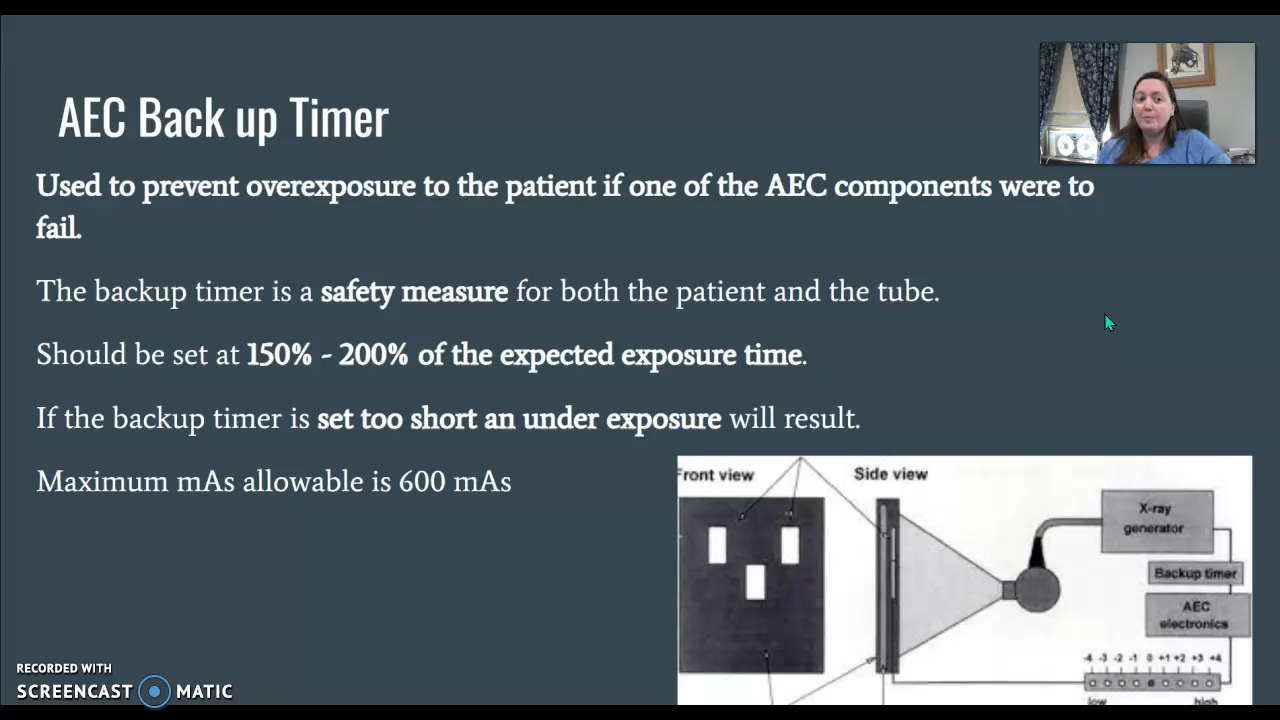 AEC Back up Timer
Used to prevent overexposure to the patient if one of the AEC components were to
fail.
The backup timer is a safety measure for both the patient and the tube.
Should be set at 150% - 200% of the expected exposure time.
If the backup timer is set too short an under exposure will result.
Maximum mAs allowable is 600 mAs
Front view
Side view
X-ray
generator
Backup timer
AEC
electronics
-4 -3 -2 -1 0 +1 +2 +3 +4
low high
RECORDED WITH
SCREENCAST MATIC